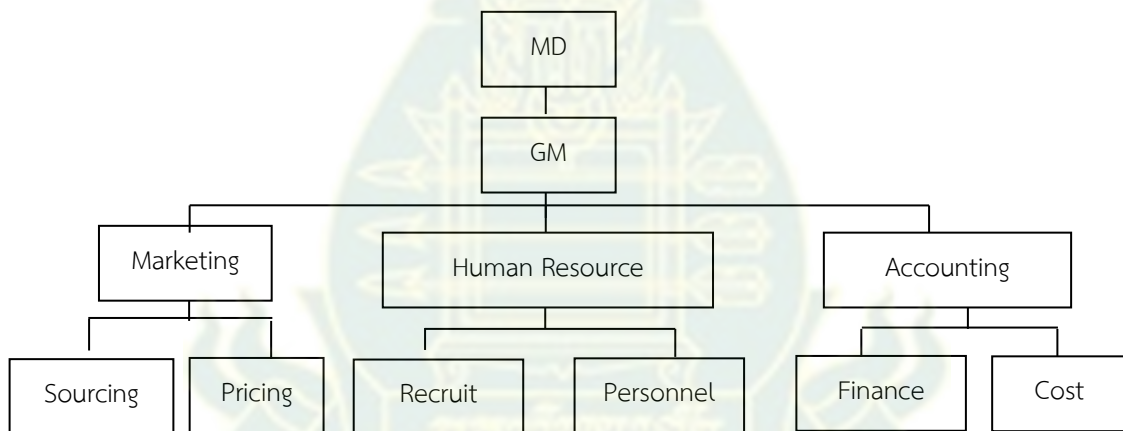 MD
GM
Marketing
Human Resource
Accounting
Sourcing
Pricing
Recruit
Personnel
Finance
Cost